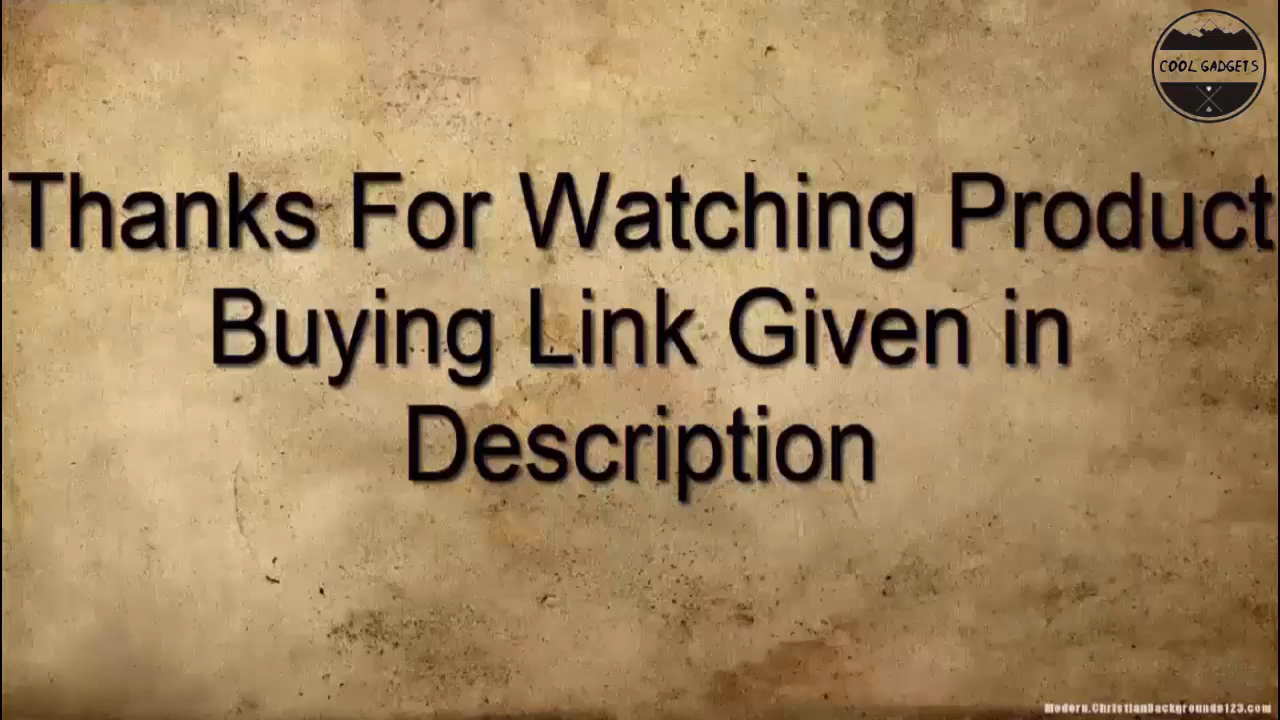 COOL GADGETS
Thanks For Watching Product
Buying Link Given in
Description
Modern.ChristianBackgrounds123.com